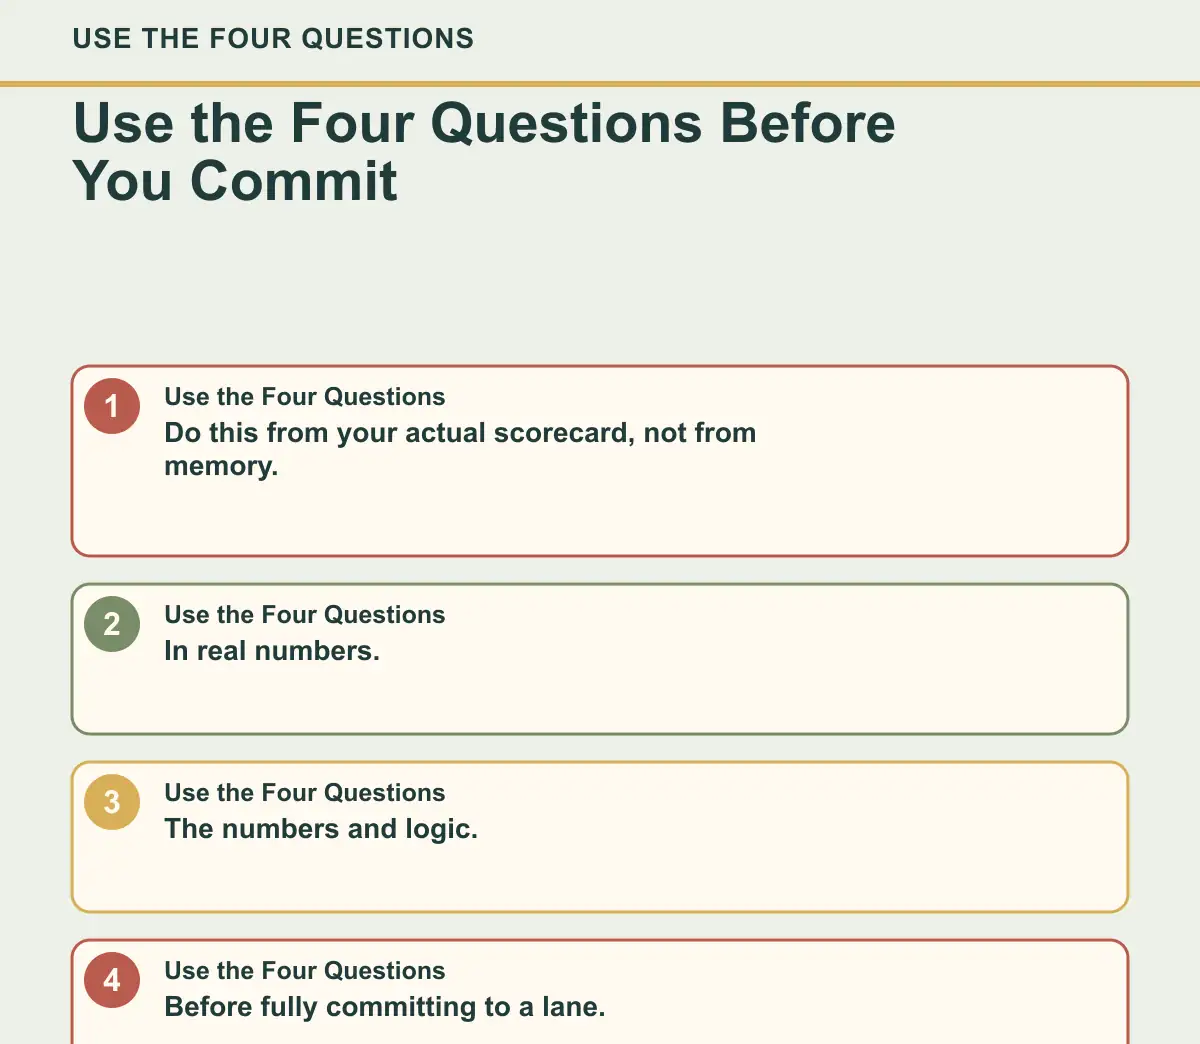 USE THE FOUR QUESTIONS
Use the Four Questions Before
You Commit
1
Use the Four Questions
Do this from your actual scorecard, not from
memory.
2
Use the Four Questions
In real numbers.
3
Use the Four Questions
The numbers and logic.
4
Use the Four Questions
Before fully committing to a lane.